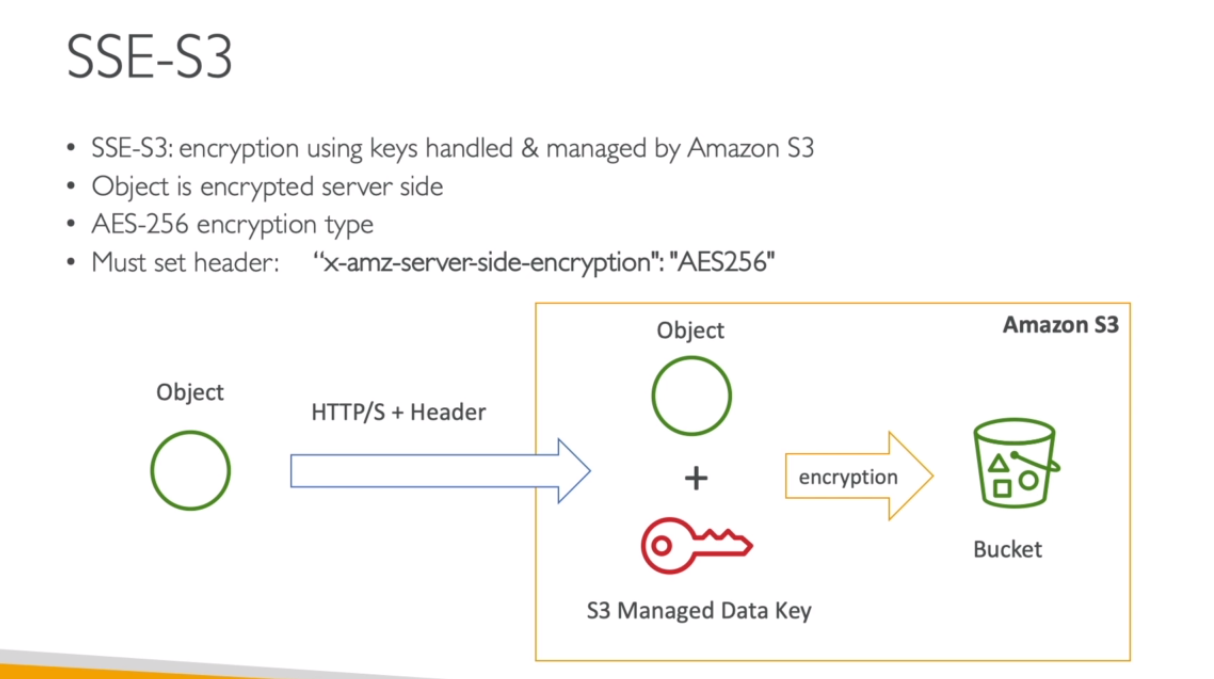 SSE-S3
• SSE-S3: encryption using keys handled & managed by Amazon S3
• Object is encrypted server side
• AES-256 encryption type
• Must set header: “x-amz-server-side-encryption": "AES256"
Object
HTTP/S + Header
Object
+
S3 Managed Data Key
encryption
Amazon S3
Bucket